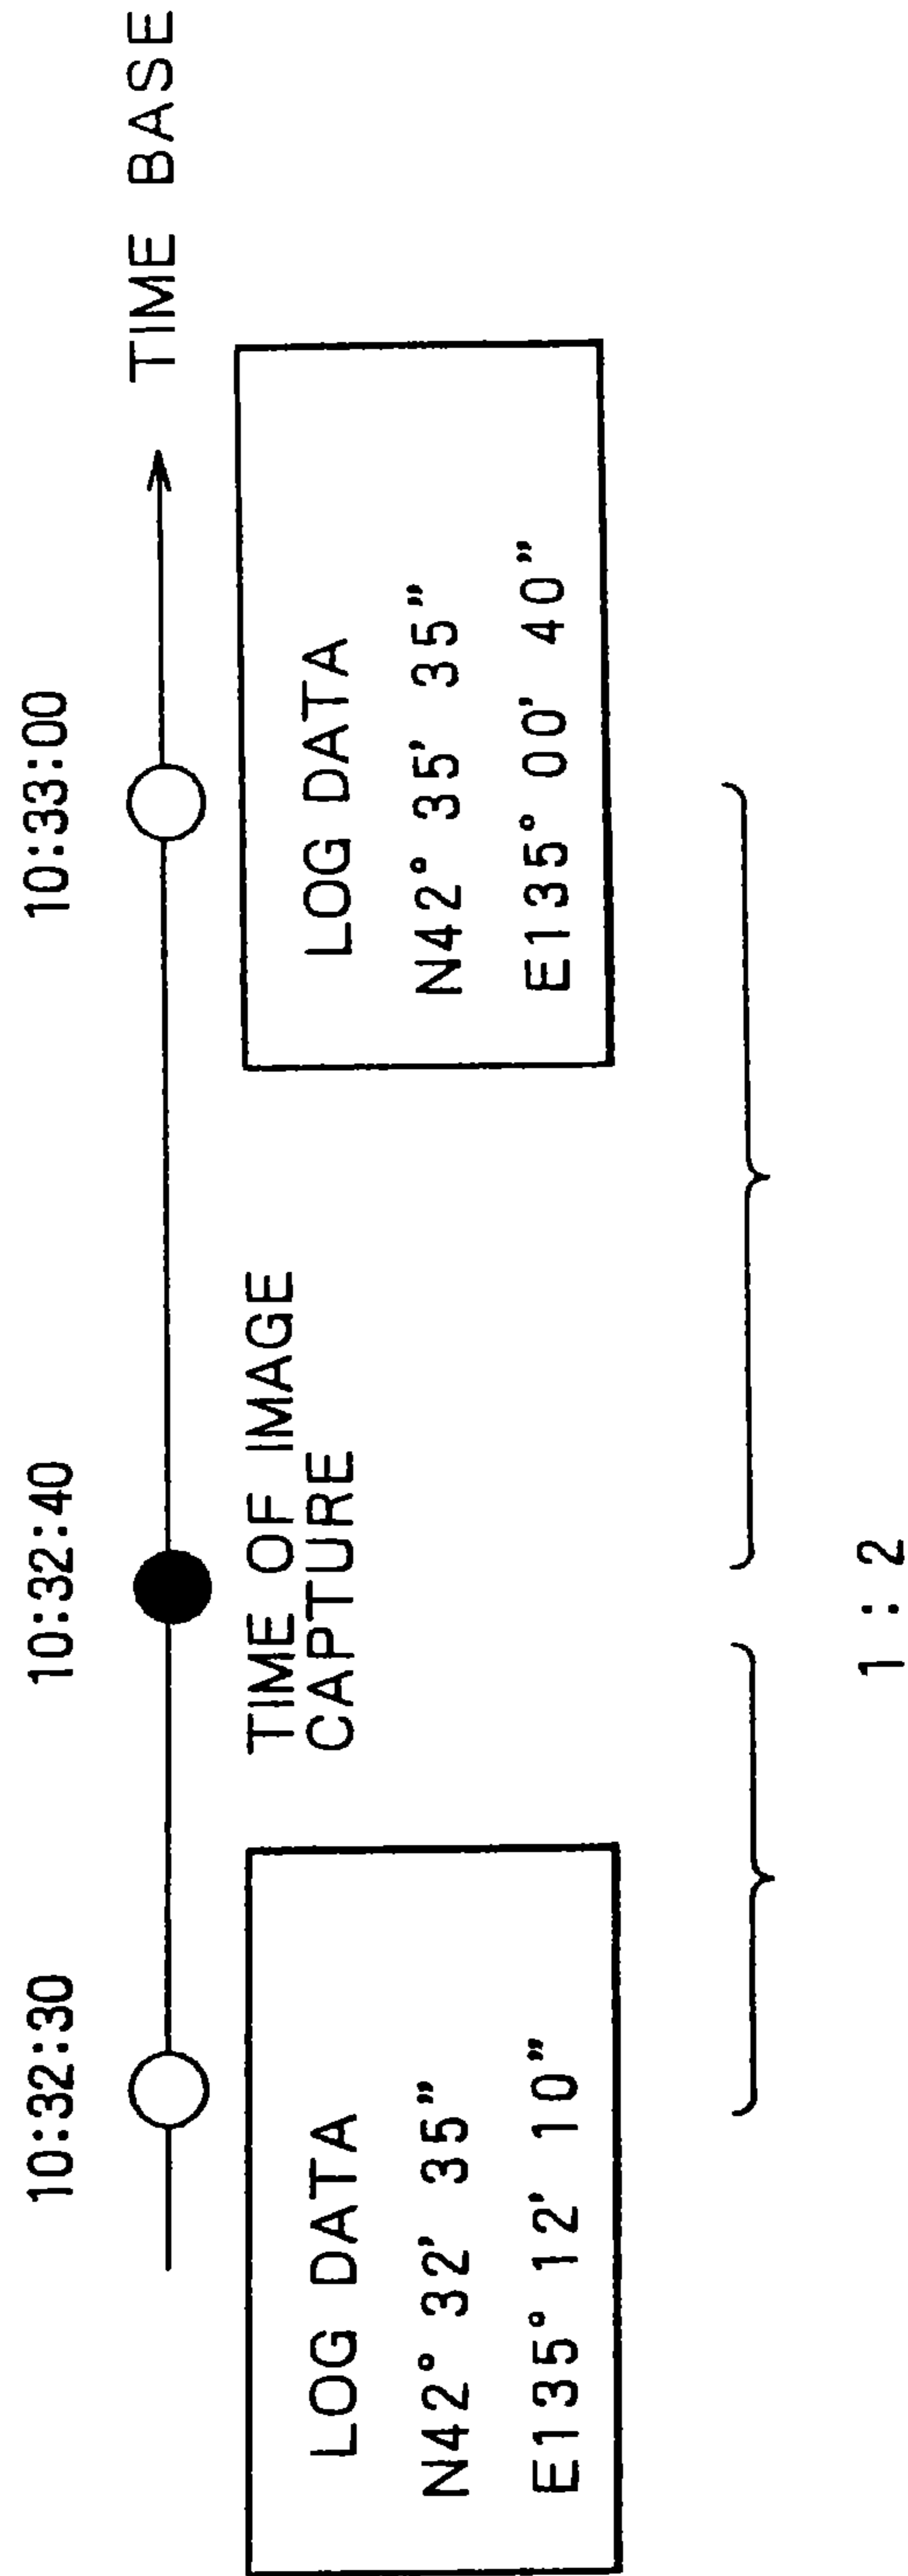 10:32:30
10:32:40
10:33:00
TIME BASE
LOG DATA
N42° 32′ 35″
E135° 12′ 10″
TIME OF IMAGE
CAPTURE
LOG DATA
N42° 35′ 35″
E135° 00′ 40″
1 : 2